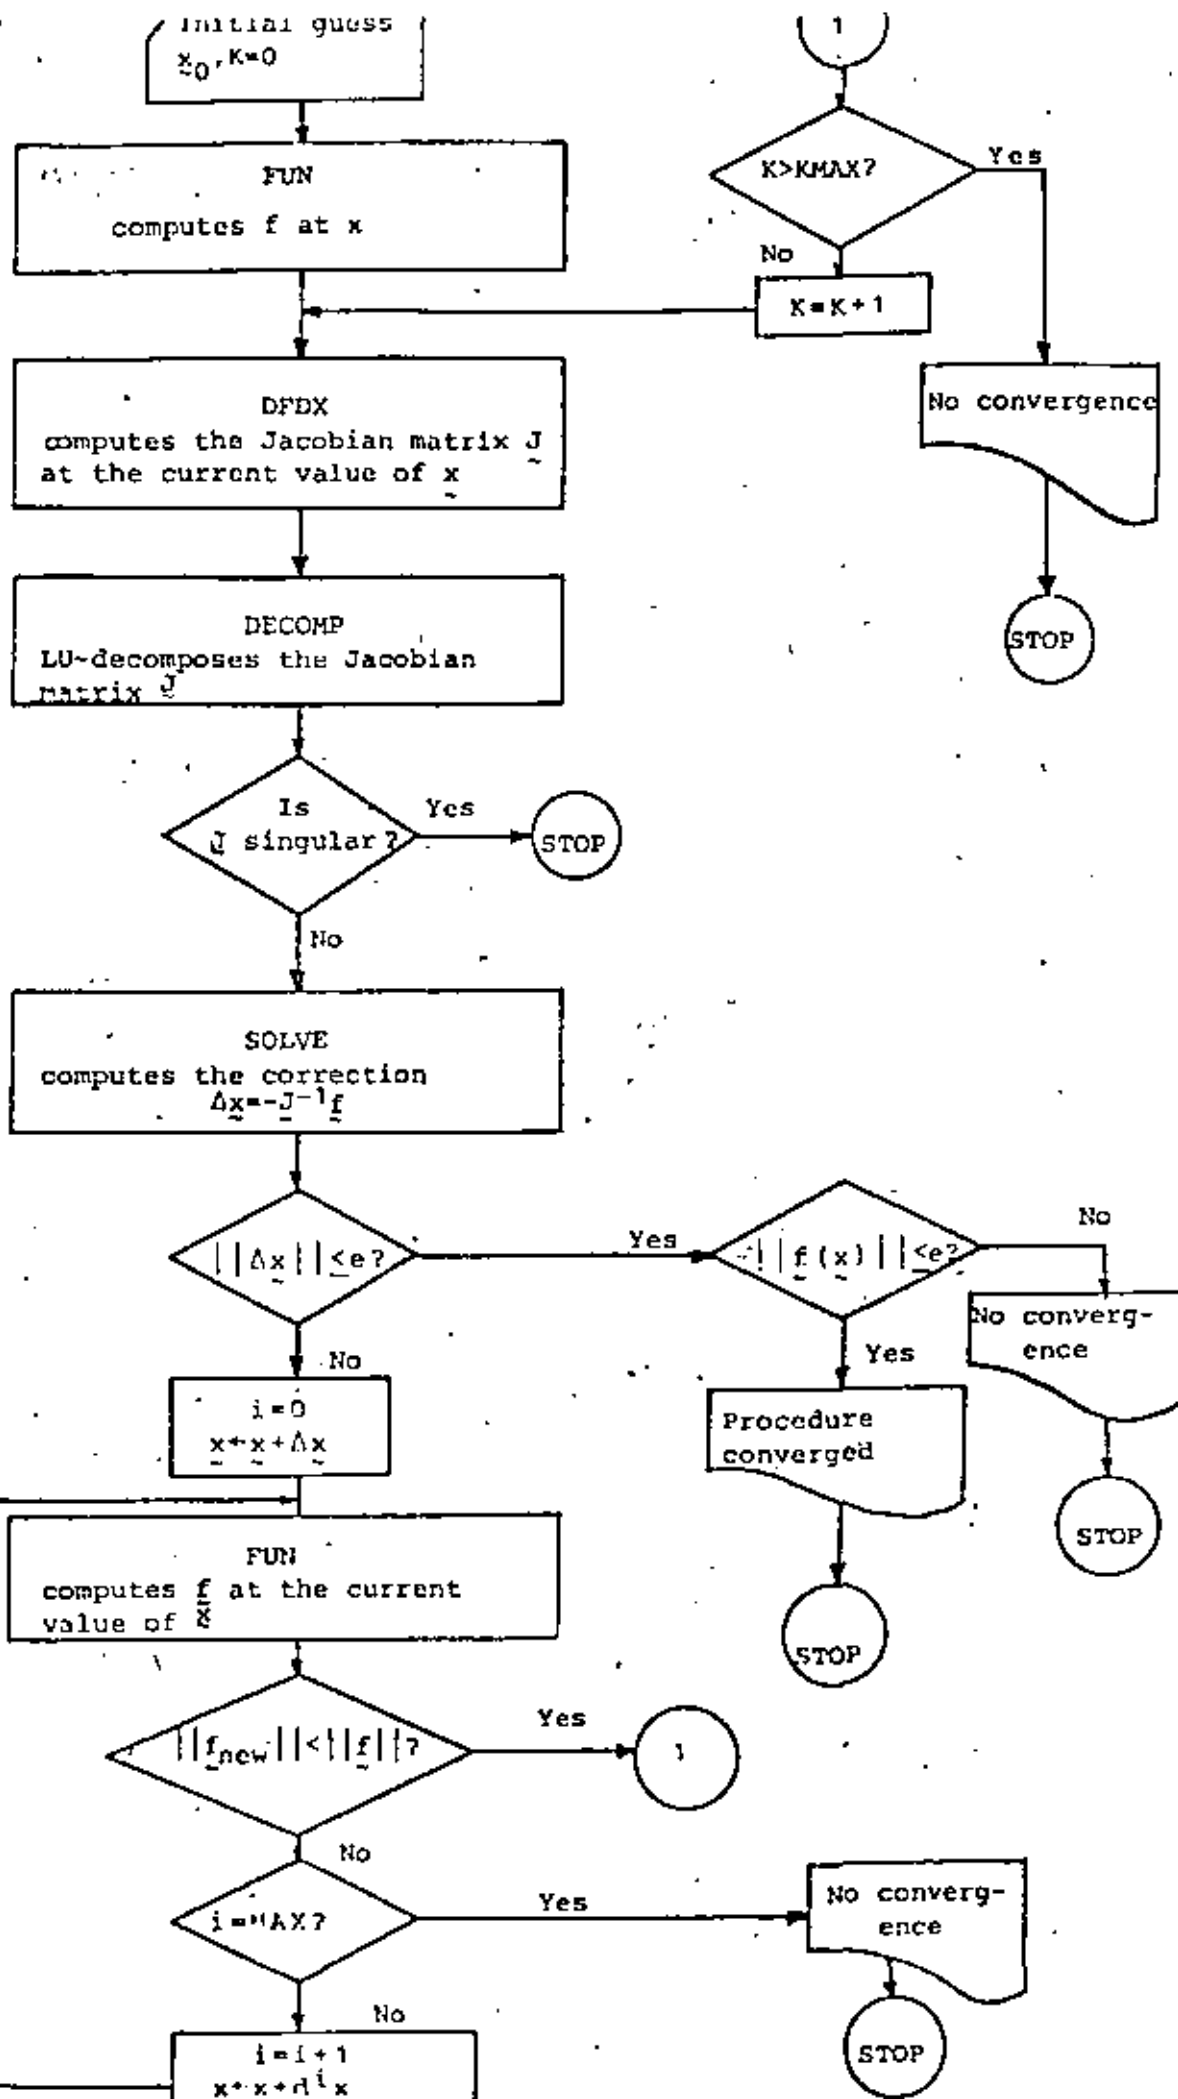 Initial guess
x0, K=0
FUN
computes f at x
DFDX
computes the Jacobian matrix J
at the current value of x
DECOMP
LU-decomposes the Jacobian
matrix J
Is
J singular?
Yes
STOP
No
SOLVE
computes the correction
Δx=-J⁻¹f
||Δx||≤e?
Yes
No
i=0
x←x+Δx
FUN
computes f at the current
value of x
||fnew||<||f||?
Yes
1
No
i=MAX?
Yes
No converg-
ence
STOP
No
i=i+1
x←x+dⁱx
1
K>KMAX?
Yes
No
K=K+1
No convergence
STOP
||f(x)||≤e?
No
No converg-
ence
STOP
Yes
Procedure
converged
STOP